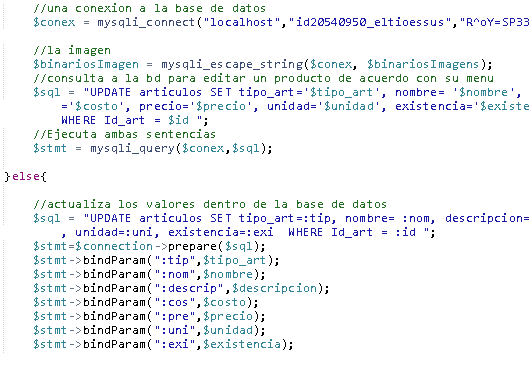 //una conexion a la base de datos
$conex = mysqli_connect("localhost","id20540950_eltioessus","R^oY=SP33
//la imagen
$binariosImagen = mysqli_escape_string($conex, $binariosImagen);
//consulta a la bd para editar un producto de acuerdo con su menu
$sql = "UPDATE articulos SET tipo_art='$tipo_art', nombre= '$nombre',
='$costo', precio='$precio', unidad='$unidad', existencia='$existe
WHERE Id_art = $id ";
//Ejecuta ambas sentencias
$stmt = mysqli_query($conex,$sql);
}else{
//actualiza los valores dentro de la base de datos
$sql = "UPDATE articulos SET tipo_art=:tip, nombre= :nom, descripcion=
, unidad=:uni, existencia=:exi  WHERE Id_art = :id ";
$stmt=$connection->prepare($sql);
$stmt->bindParam(":tip",$tipo_art);
$stmt->bindParam(":nom",$nombre);
$stmt->bindParam(":descrip",$descripcion);
$stmt->bindParam(":cos",$costo);
$stmt->bindParam(":pre",$precio);
$stmt->bindParam(":uni",$unidad);
$stmt->bindParam(":exi",$existencia);